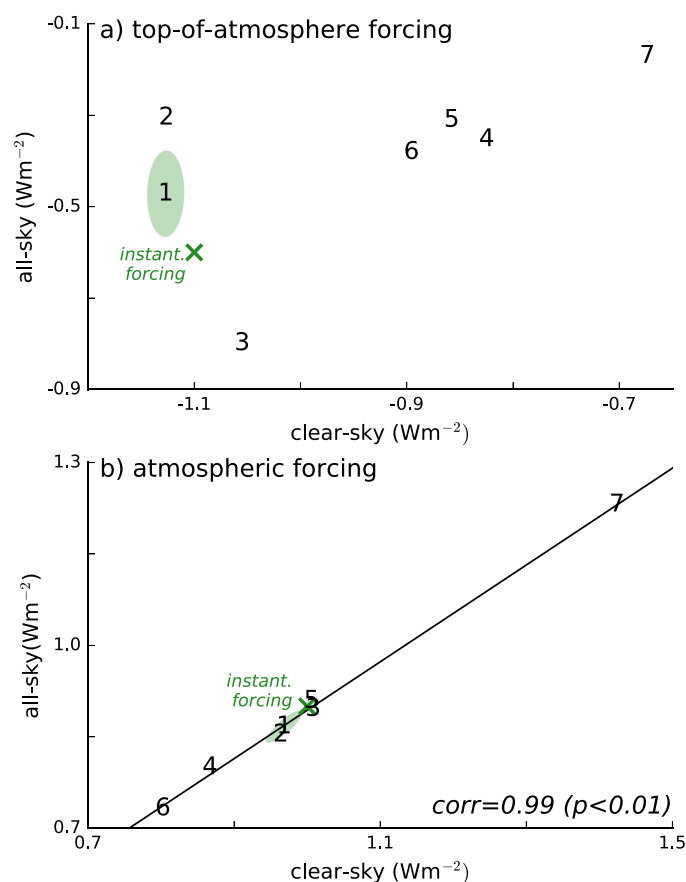 a) top-of-atmosphere forcing
-0.1
-0.5
-0.9
all-sky (Wm⁻²)
7
2
5
4
6
1
instant.
forcing
3
-1.1
-0.9
-0.7
clear-sky (Wm⁻²)
b) atmospheric forcing
1.3
1.0
0.7
all-sky(Wm⁻²)
7
instant.
forcing
5
3
1
2
4
6
corr=0.99 (p<0.01)
0.7
1.1
1.5
clear-sky (Wm⁻²)